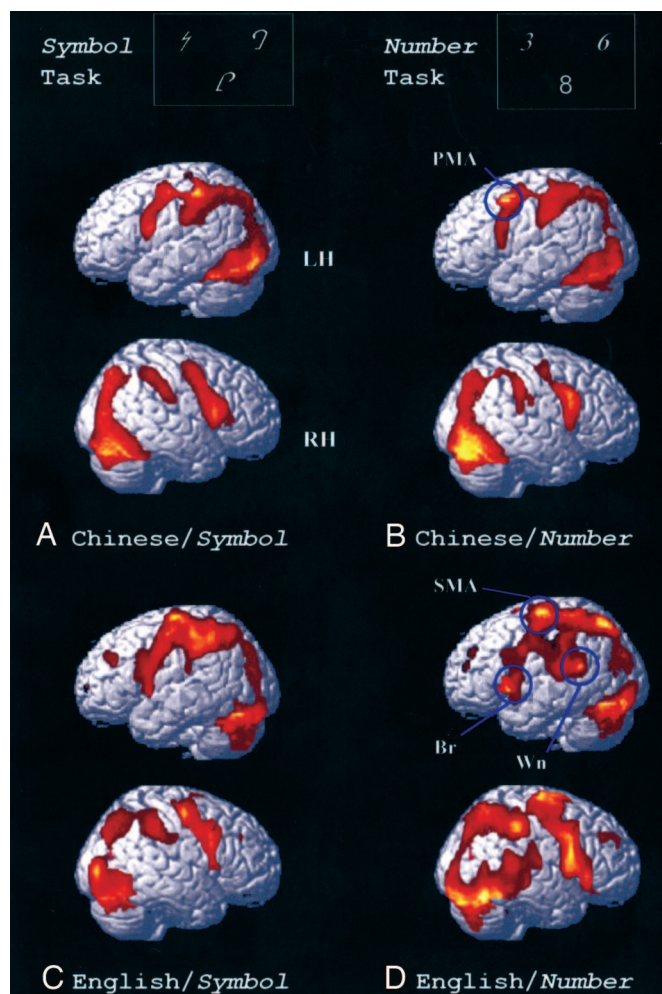 Symbol
Task
Number
Task
3 6
8
PMA
LH
RH
A Chinese/Symbol
B Chinese/Number
SMA
Br
Wn
C English/Symbol
D English/Number